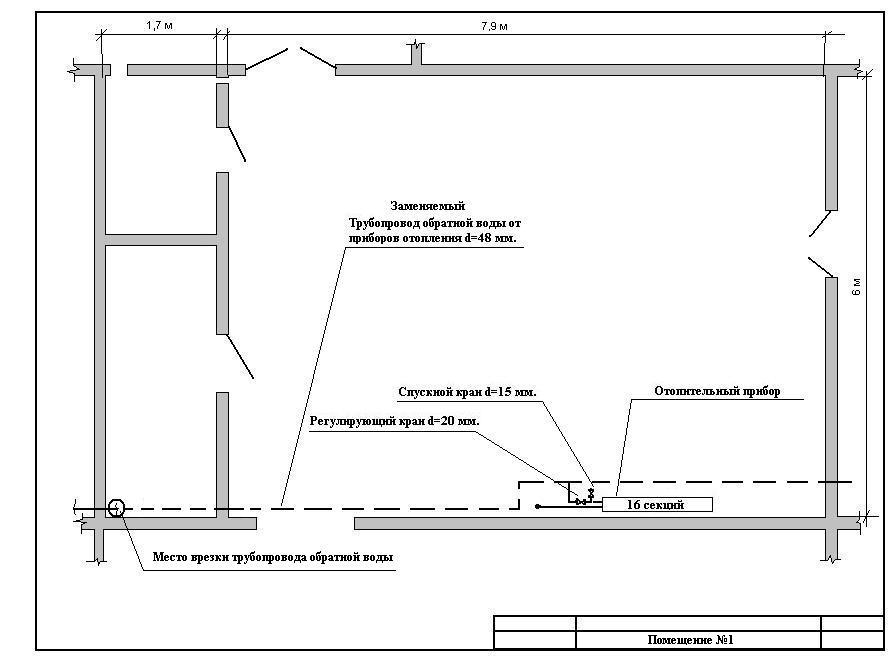 1,7 м
7,9 м
Заменяемый
Трубопровод обратной воды от
приборов отопления d=48 мм.
6 м
Спускной кран d=15 мм.
Отопительный прибор
Регулирующий кран d=20 мм.
16 секций
Место врезки трубопровода обратной воды
Помещение №1